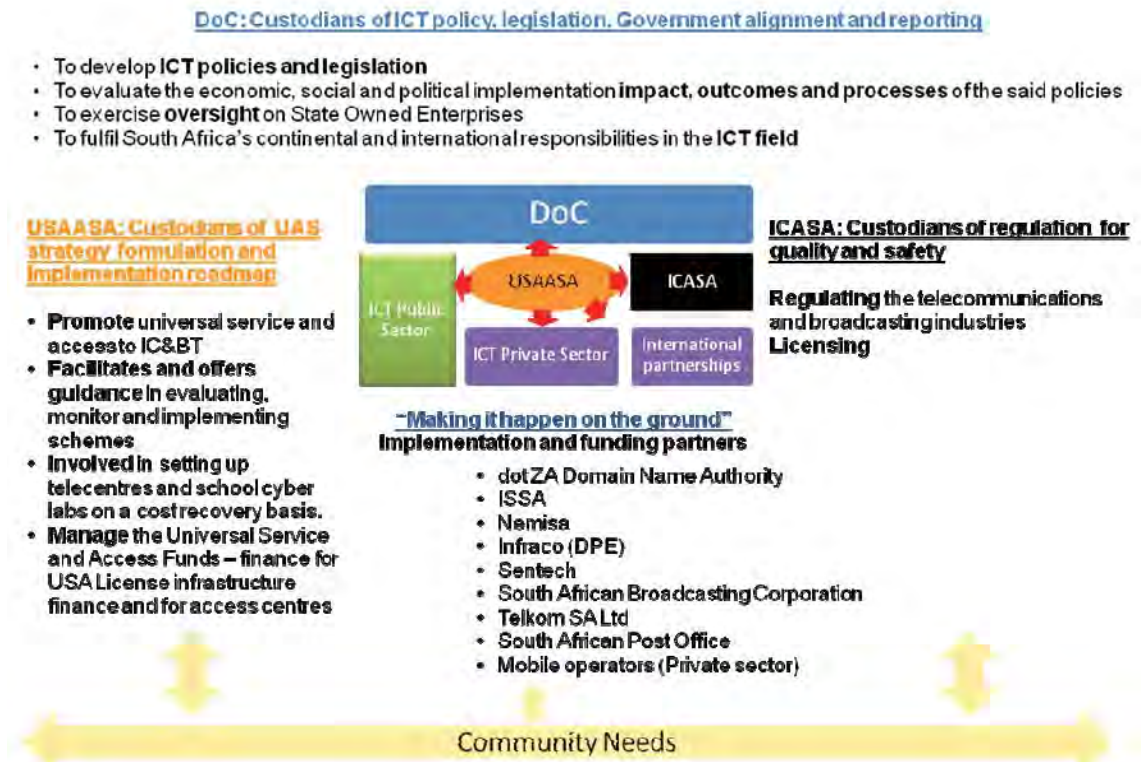 DoC: Custodians of ICT policy, legislation, Government alignment and reporting
• To develop ICT policies and legislation
• To evaluate the economic, social and political implementation impact, outcomes and processes of the said policies
• To exercise oversight on State Owned Enterprises
• To fulfil South Africa's continental and international responsibilities in the ICT field
USAASA: Custodians of UAS
strategy formulation and
Implementation roadmap
• Promote universal service and
access to IC&BT
• Facilitates and offers
guidance in evaluating,
monitor and implementing
schemes
• Involved in setting up
telecentres and school cyber
labs on a cost recovery basis.
• Manage the Universal Service
and Access Funds – finance for
USA License infrastructure
finance and for access centres
DoC
ICT Public
Sector
USAASA
ICASA
ICT Private Sector
International
partnerships
ICASA: Custodians of regulation for
quality and safety
Regulating the telecommunications
and broadcasting industries
Licensing
"Making it happen on the ground"
Implementation and funding partners
• dotZA Domain Name Authority
• ISSA
• Nemisa
• Infraco (DPE)
• Sentech
• South African Broadcasting Corporation
• Telkom SA Ltd
• South African Post Office
• Mobile operators (Private sector)
Community Needs